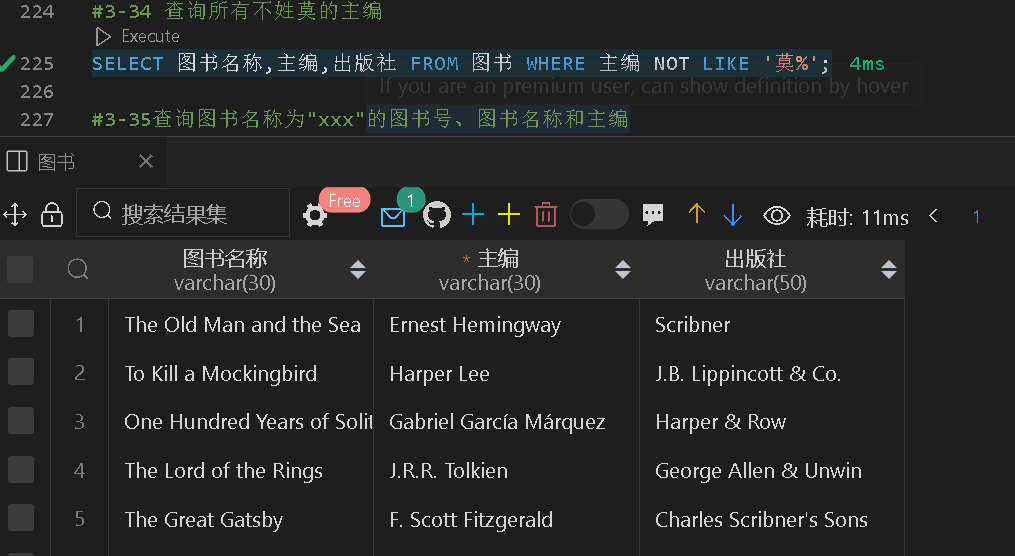 224 #3-34 查询所有不姓莫的主编
Execute
225 SELECT 图书名称,主编,出版社 FROM 图书 WHERE 主编 NOT LIKE '莫%'; 4ms
If you are an premium user, can show definition by hover
226
227 #3-35查询图书名称为"xxx"的图书号、图书名称和主编
图书
搜索结果集 Free 1 耗时: 11ms 1
图书名称 * 主编 出版社
varchar(30) varchar(30) varchar(50)
1 The Old Man and the Sea Ernest Hemingway Scribner
2 To Kill a Mockingbird Harper Lee J.B. Lippincott & Co.
3 One Hundred Years of Solit Gabriel García Márquez Harper & Row
4 The Lord of the Rings J.R.R. Tolkien George Allen & Unwin
5 The Great Gatsby F. Scott Fitzgerald Charles Scribner's Sons